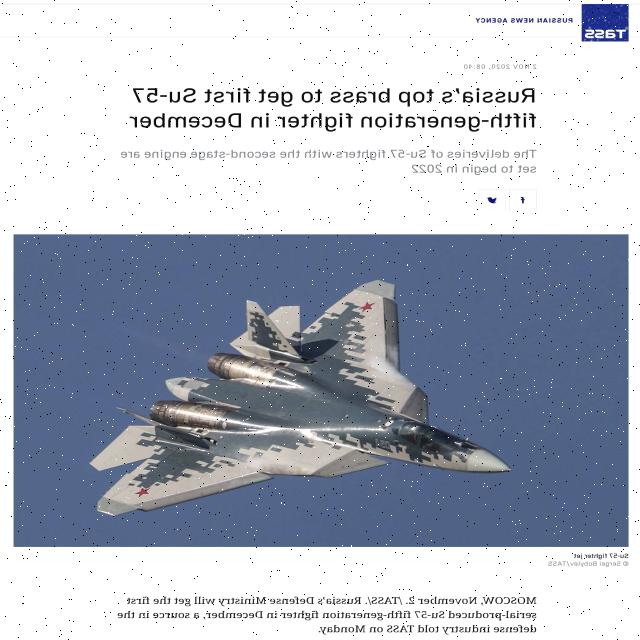 TASS
RUSSIAN NEWS AGENCY
2 NOV 2020, 08:40
Russia's top brass to get first Su-57
fifth-generation fighter in December
The deliveries of Su-57 fighters with the second-stage engine are
set to begin in 2022
Su-57 fighter jet
© Sergei Bobylev/TASS
MOSCOW, November 2. /TASS/. Russia's Defense Ministry will get the first
serial-produced Su-57 fifth-generation fighter in December, a source in the
defense industry told TASS on Monday.